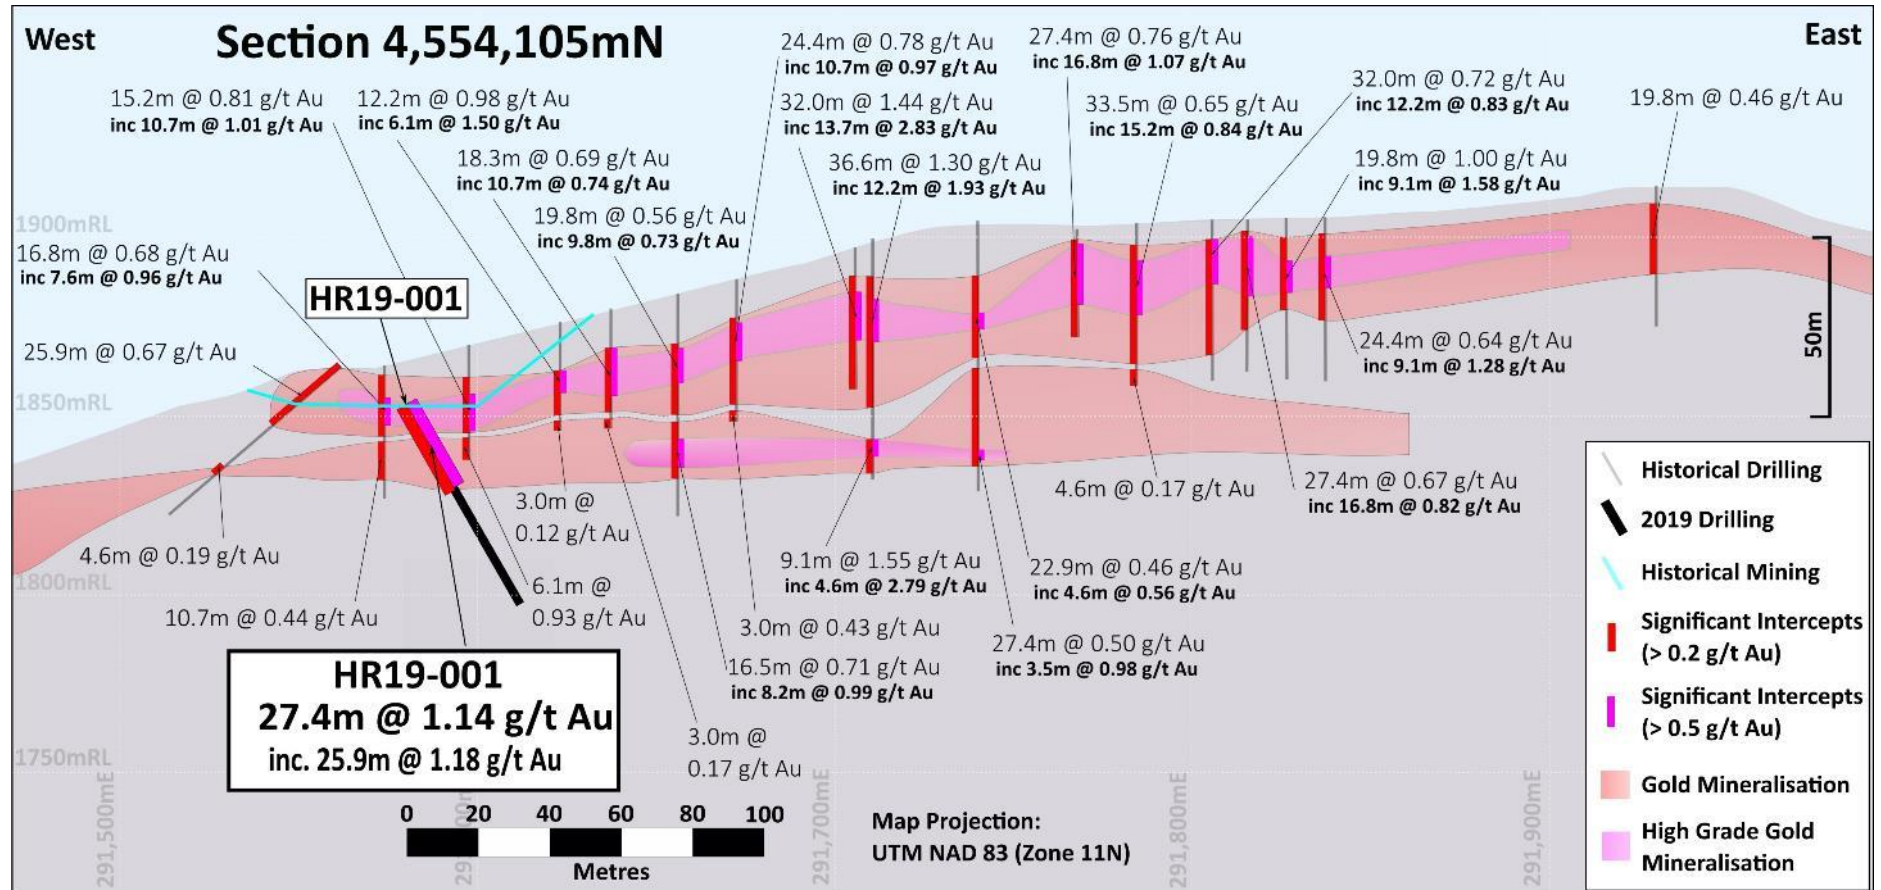 West
Section 4,554,105mN
East
24.4m @ 0.78 g/t Au
inc 10.7m @ 0.97 g/t Au
27.4m @ 0.76 g/t Au
inc 16.8m @ 1.07 g/t Au
32.0m @ 0.72 g/t Au
inc 12.2m @ 0.83 g/t Au
19.8m @ 0.46 g/t Au
15.2m @ 0.81 g/t Au
inc 10.7m @ 1.01 g/t Au
12.2m @ 0.98 g/t Au
inc 6.1m @ 1.50 g/t Au
32.0m @ 1.44 g/t Au
inc 13.7m @ 2.83 g/t Au
33.5m @ 0.65 g/t Au
inc 15.2m @ 0.84 g/t Au
18.3m @ 0.69 g/t Au
inc 10.7m @ 0.74 g/t Au
36.6m @ 1.30 g/t Au
inc 12.2m @ 1.93 g/t Au
19.8m @ 1.00 g/t Au
inc 9.1m @ 1.58 g/t Au
19.8m @ 0.56 g/t Au
inc 9.8m @ 0.73 g/t Au
1900mRL
16.8m @ 0.68 g/t Au
inc 7.6m @ 0.96 g/t Au
HR19-001
25.9m @ 0.67 g/t Au
24.4m @ 0.64 g/t Au
inc 9.1m @ 1.28 g/t Au
50m
1850mRL
3.0m @
0.12 g/t Au
4.6m @ 0.17 g/t Au
27.4m @ 0.67 g/t Au
inc 16.8m @ 0.82 g/t Au
4.6m @ 0.19 g/t Au
9.1m @ 1.55 g/t Au
inc 4.6m @ 2.79 g/t Au
22.9m @ 0.46 g/t Au
inc 4.6m @ 0.56 g/t Au
1800mRL
6.1m @
0.93 g/t Au
10.7m @ 0.44 g/t Au
3.0m @ 0.43 g/t Au
27.4m @ 0.50 g/t Au
inc 3.5m @ 0.98 g/t Au
16.5m @ 0.71 g/t Au
inc 8.2m @ 0.99 g/t Au
HR19-001
27.4m @ 1.14 g/t Au
inc. 25.9m @ 1.18 g/t Au
3.0m @
0.17 g/t Au
1750mRL
291,500mE
291,700mE
291,800mE
291,900mE
0 20 40 60 80 100
Metres
Map Projection:
UTM NAD 83 (Zone 11N)
Historical Drilling
2019 Drilling
Historical Mining
Significant Intercepts
(> 0.2 g/t Au)
Significant Intercepts
(> 0.5 g/t Au)
Gold Mineralisation
High Grade Gold
Mineralisation